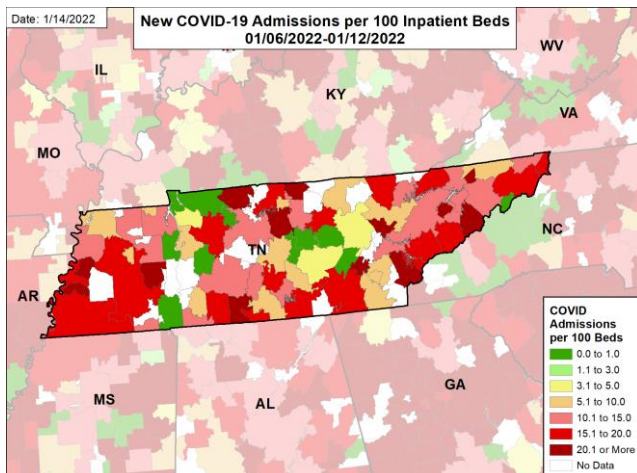 Date: 1/14/2022
New COVID-19 Admissions per 100 Inpatient Beds
01/06/2022-01/12/2022
WV
IL
KY
VA
MO
TN
NC
AR
MS
AL
GA
COVID
Admissions
per 100 Beds
0.0 to 1.0
1.1 to 3.0
3.1 to 5.0
5.1 to 10.0
10.1 to 15.0
15.1 to 20.0
20.1 or More
No Data